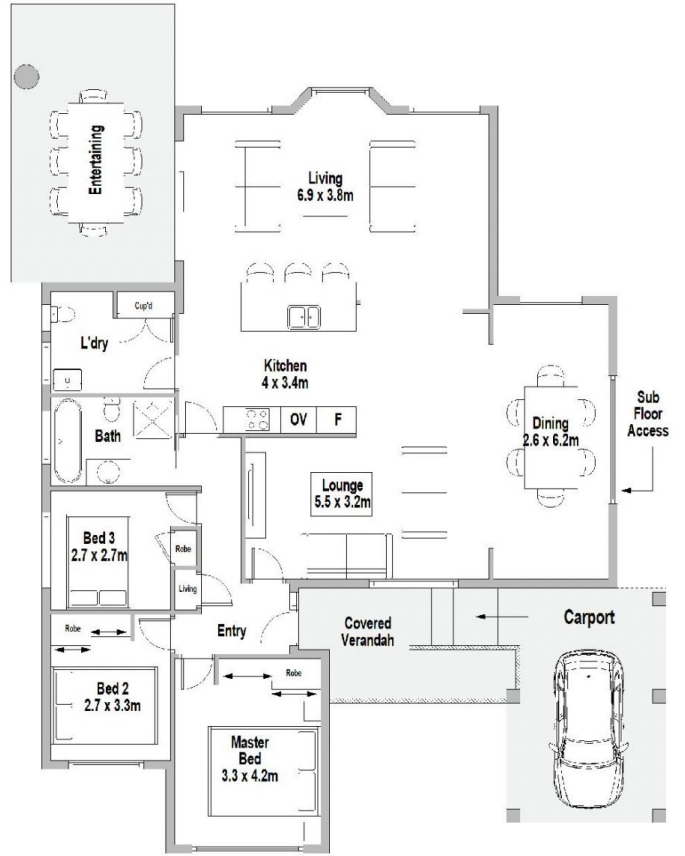 Entertaining
Living
6.9 x 3.8m
Cup'd
L'dry
Kitchen
4 x 3.4m
OV
F
Bath
Dining
2.6 x 6.2m
Sub
Floor
Access
Lounge
5.5 x 3.2m
Bed 3
2.7 x 2.7m
Robe
Living
Entry
Covered
Verandah
Carport
Robe
Bed 2
2.7 x 3.3m
Robe
Master
Bed
3.3 x 4.2m